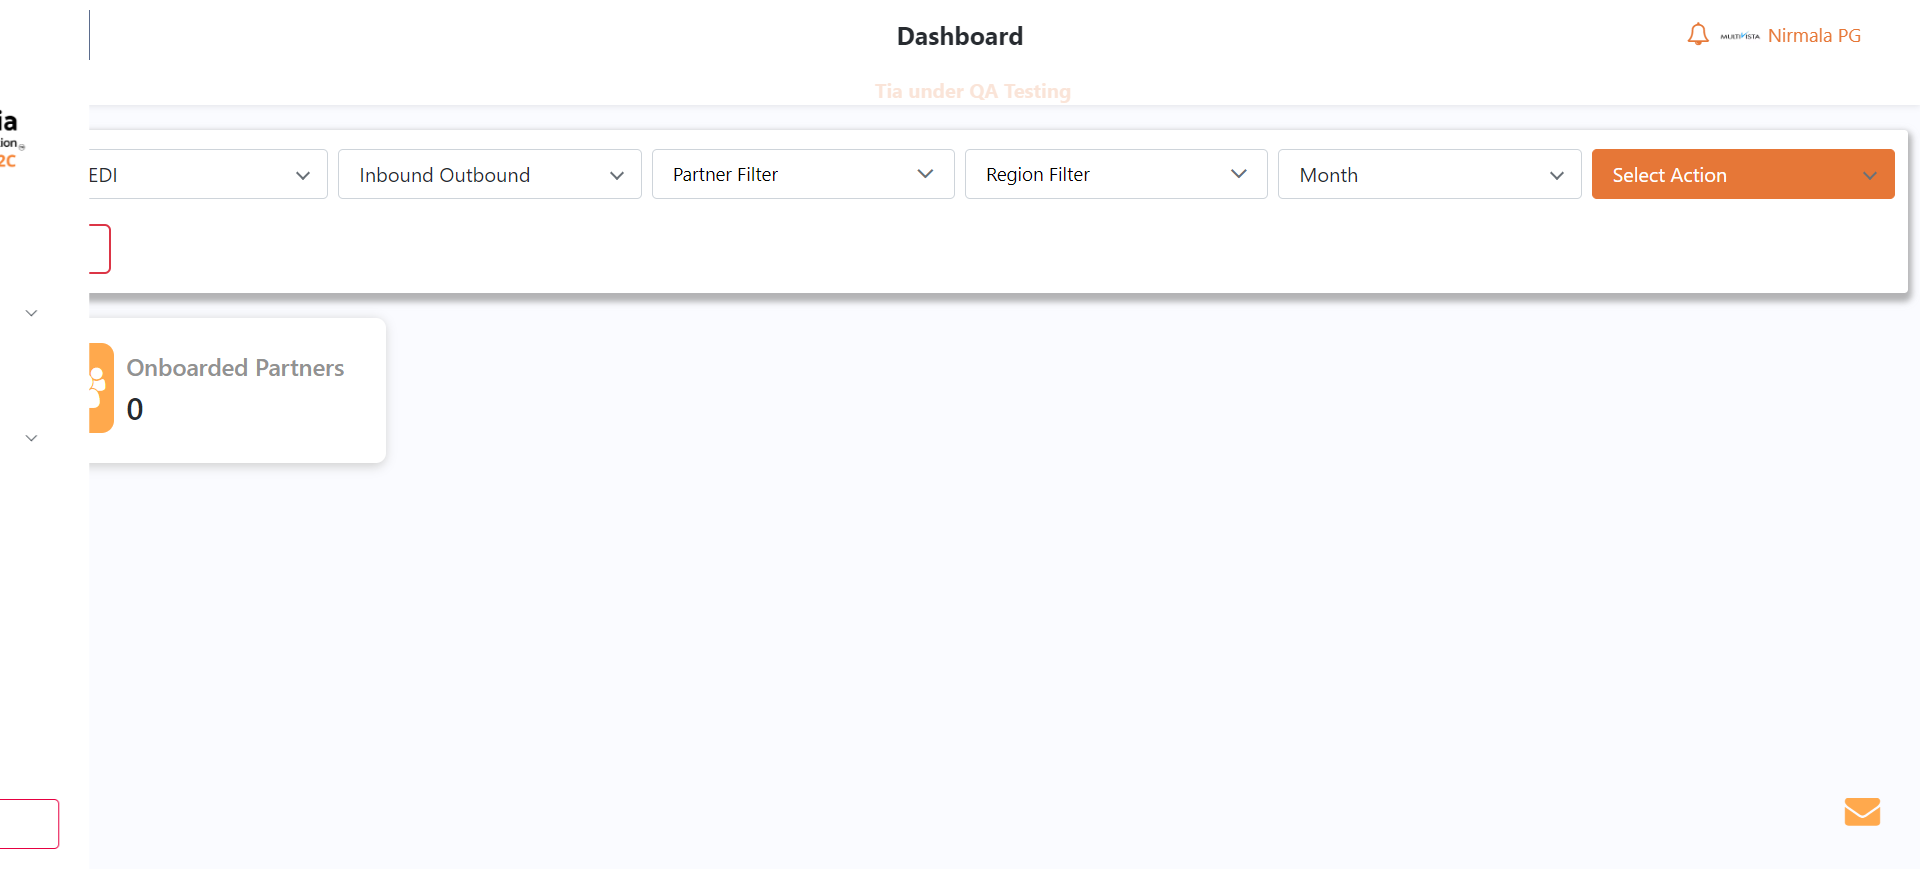 Dashboard
MULTIVISTA Nirmala PG
Tia under QA Testing
ia
ion
2C
EDI
Inbound Outbound
Partner Filter
Region Filter
Month
Select Action
Onboarded Partners
0